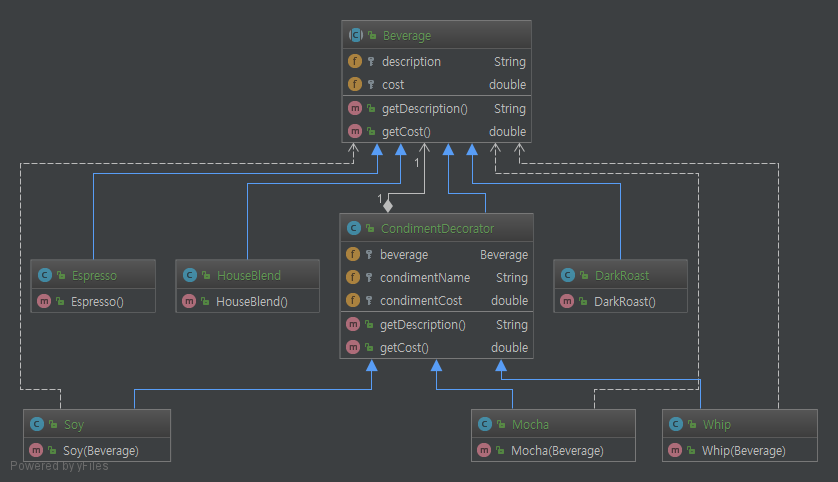 Beverage
description String
cost double
getDescription() String
getCost() double
1
1
CondimentDecorator
beverage Beverage
condimentName String
condimentCost double
getDescription() String
getCost() double
Espresso
Espresso()
HouseBlend
HouseBlend()
DarkRoast
DarkRoast()
Soy
Soy(Beverage)
Mocha
Mocha(Beverage)
Whip
Whip(Beverage)
Powered by yFiles